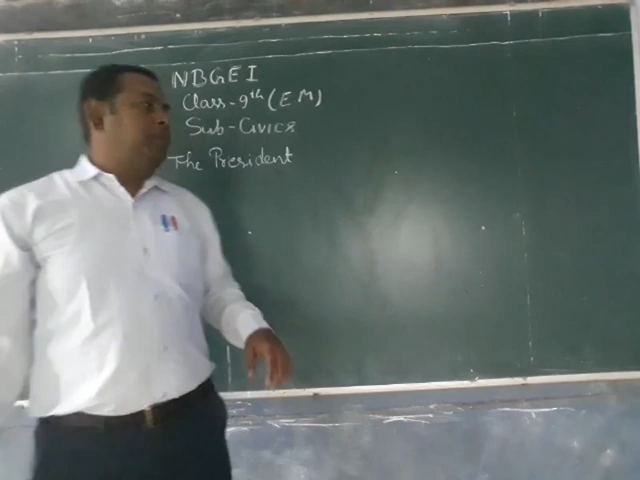 NBGEI
Class-9th (EM)
Sub-Civics
The President